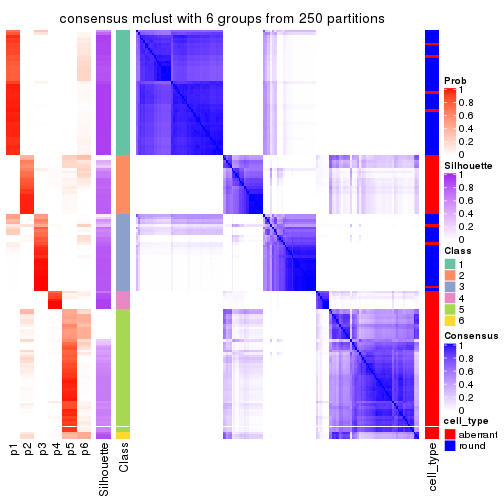 consensus mclust with 6 groups from 250 partitions
Prob
1
0.8
0.6
0.4
0.2
0
Silhouette
1
0.8
0.6
0.4
0.2
0
Class
1
2
3
4
5
6
Consensus
1
0.8
0.6
0.4
0.2
0
cell_type
aberrant
round
p1
p2
p3
p4
p5
p6
Silhouette
Class
cell_type